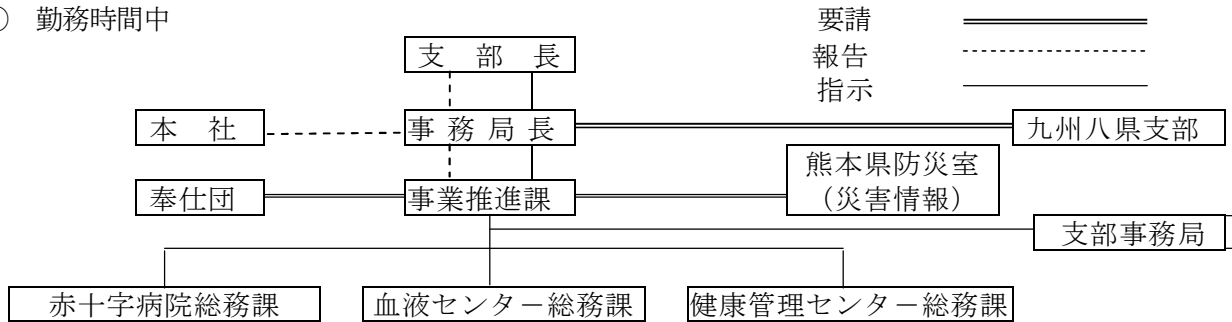 勤務時間中
要請
報告
指示
支部長
本社
事務局長
九州八県支部
奉仕団
事業推進課
熊本県防災室
（災害情報）
支部事務局
赤十字病院総務課
血液センター総務課
健康管理センター総務課